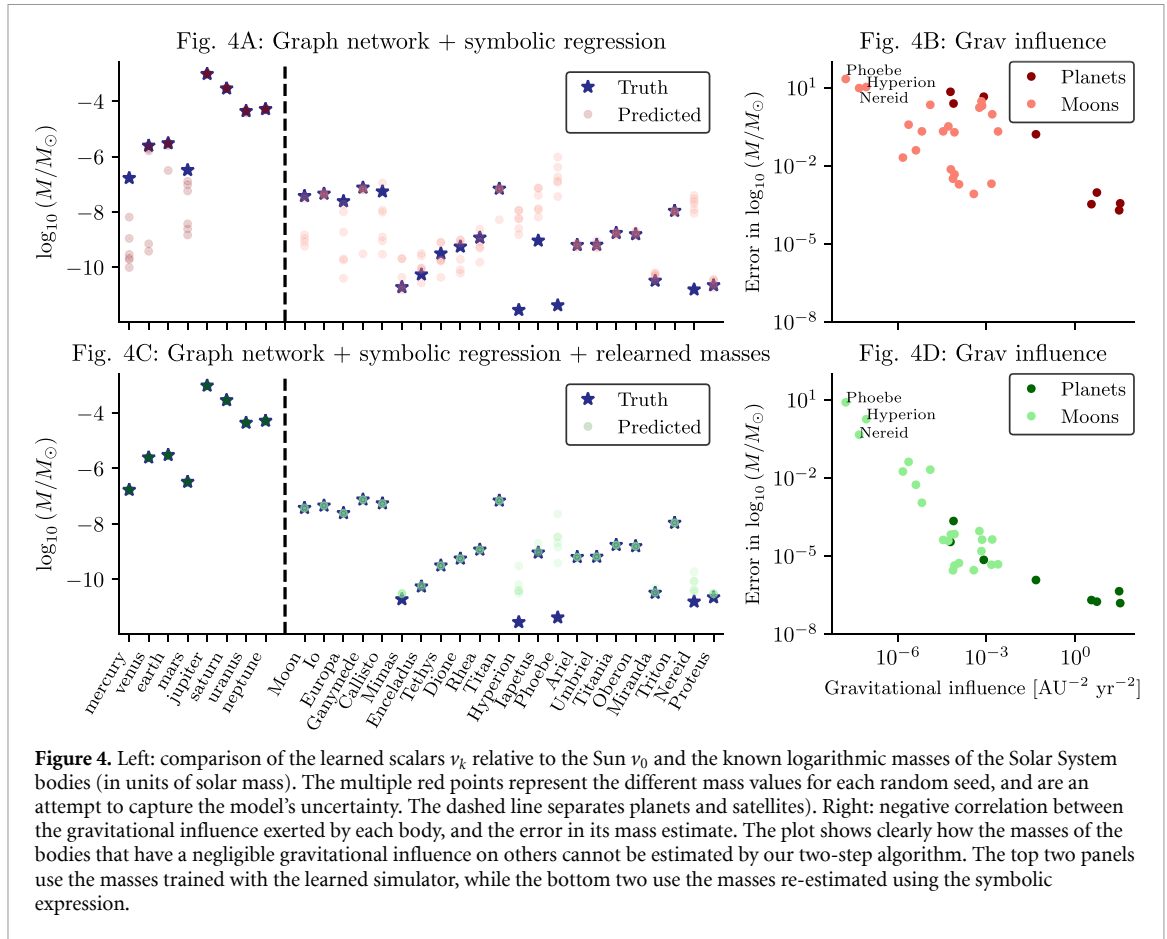 Fig. 4A: Graph network + symbolic regression
Truth
Predicted
log₁₀ (M/M☉)
−4
−6
−8
−10
Fig. 4B: Grav influence
Phoebe
Hyperion
Nereid
Planets
Moons
Error in log₁₀ (M/M☉)
10¹
10⁻²
10⁻⁵
10⁻⁸
Fig. 4C: Graph network + symbolic regression + relearned masses
Truth
Predicted
log₁₀ (M/M☉)
−4
−6
−8
−10
mercury
venus
earth
mars
jupiter
saturn
uranus
neptune
Moon
Io
Europa
Ganymede
Callisto
Mimas
Enceladus
Tethys
Dione
Rhea
Titan
Hyperion
Iapetus
Phoebe
Ariel
Umbriel
Titania
Oberon
Miranda
Triton
Nereid
Proteus
Fig. 4D: Grav influence
Phoebe
Hyperion
Nereid
Planets
Moons
Error in log₁₀ (M/M☉)
10¹
10⁻²
10⁻⁵
10⁻⁸
10⁻⁶
10⁻³
10⁰
Gravitational influence [AU⁻² yr⁻²]
Figure 4. Left: comparison of the learned scalars νₖ relative to the Sun ν₀ and the known logarithmic masses of the Solar System
bodies (in units of solar mass). The multiple red points represent the different mass values for each random seed, and are an
attempt to capture the model's uncertainty. The dashed line separates planets and satellites). Right: negative correlation between
the gravitational influence exerted by each body, and the error in its mass estimate. The plot shows clearly how the masses of the
bodies that have a negligible gravitational influence on others cannot be estimated by our two-step algorithm. The top two panels
use the masses trained with the learned simulator, while the bottom two use the masses re-estimated using the symbolic
expression.